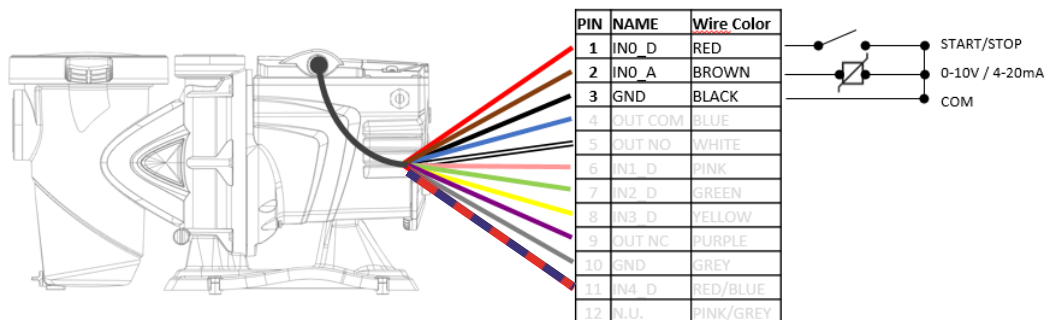 PIN NAME Wire Color
1 IN0_D RED
2 IN0_A BROWN
3 GND BLACK
4 OUT COM BLUE
5 OUT NO WHITE
6 IN1_D PINK
7 IN2_D GREEN
8 IN3_D YELLOW
9 OUT NC PURPLE
10 GND GREY
11 IN4_D RED/BLUE
12 N.U. PINK/GREY
START/STOP
0-10V / 4-20mA
COM